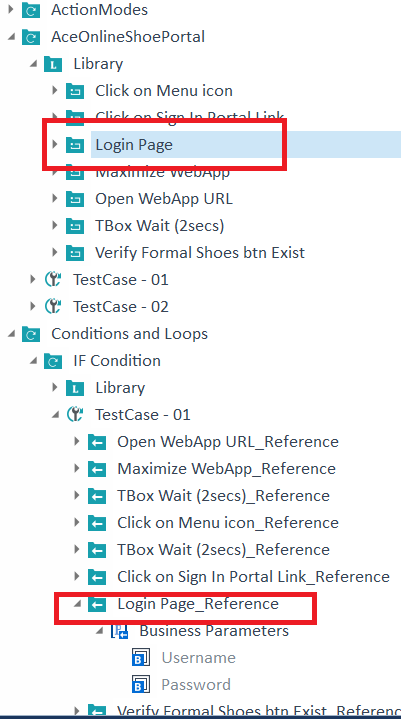 ActionModes
AceOnlineShoePortal
Library
Click on Menu icon
Click on Sign In Portal Link
Login Page
Maximize WebApp
Open WebApp URL
TBox Wait (2secs)
Verify Formal Shoes btn Exist
TestCase - 01
TestCase - 02
Conditions and Loops
IF Condition
Library
TestCase - 01
Open WebApp URL_Reference
Maximize WebApp_Reference
TBox Wait (2secs)_Reference
Click on Menu icon_Reference
TBox Wait (2secs)_Reference
Click on Sign In Portal Link_Reference
Login Page_Reference
Business Parameters
Username
Password
Verify Formal Shoes btn Exist_Referenc